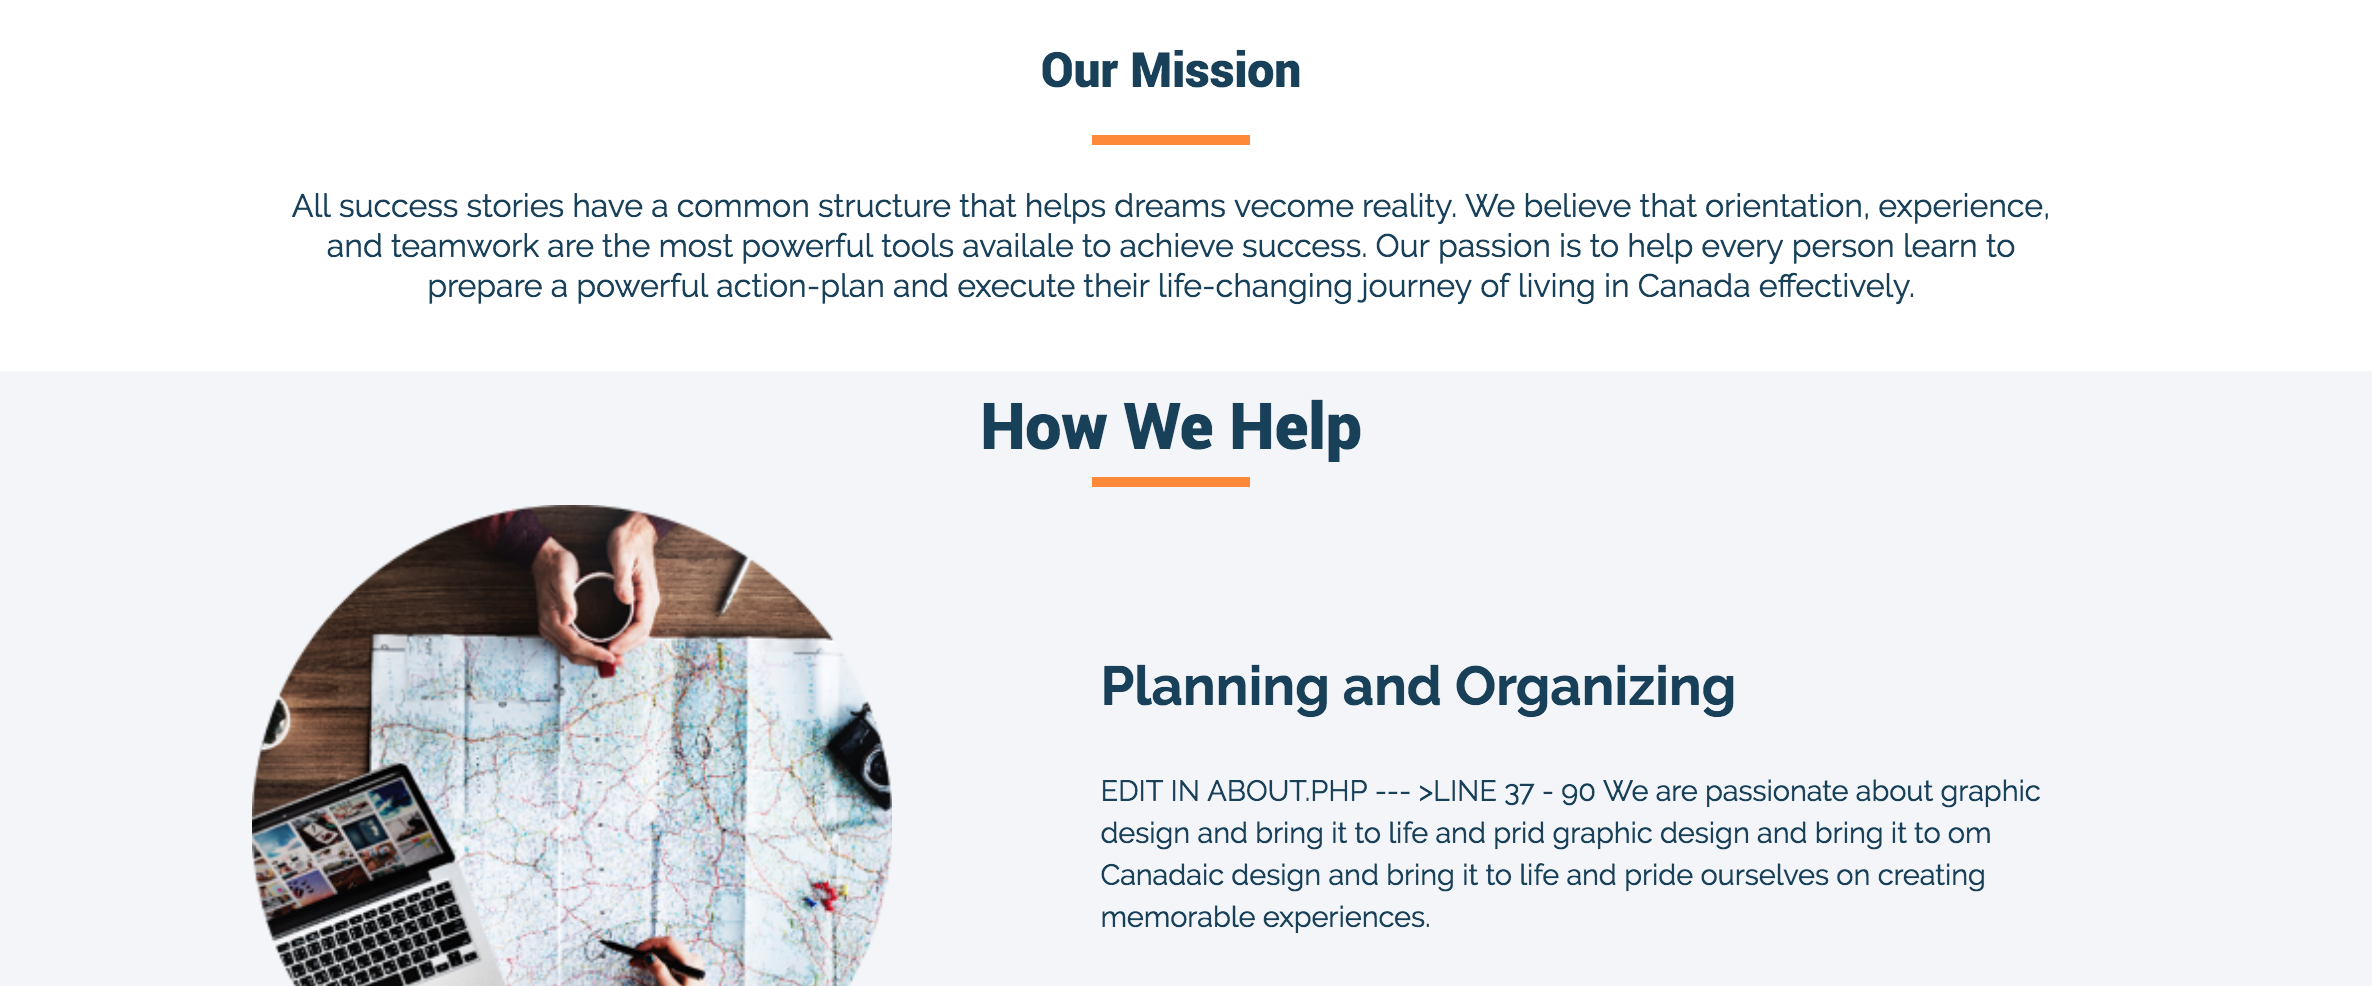 Our Mission
All success stories have a common structure that helps dreams vecome reality. We believe that orientation, experience,
and teamwork are the most powerful tools availale to achieve success. Our passion is to help every person learn to
prepare a powerful action-plan and execute their life-changing journey of living in Canada effectively.
How We Help
Planning and Organizing
EDIT IN ABOUT.PHP --- >LINE 37 - 90 We are passionate about graphic
design and bring it to life and prid graphic design and bring it to om
Canadaic design and bring it to life and pride ourselves on creating
memorable experiences.